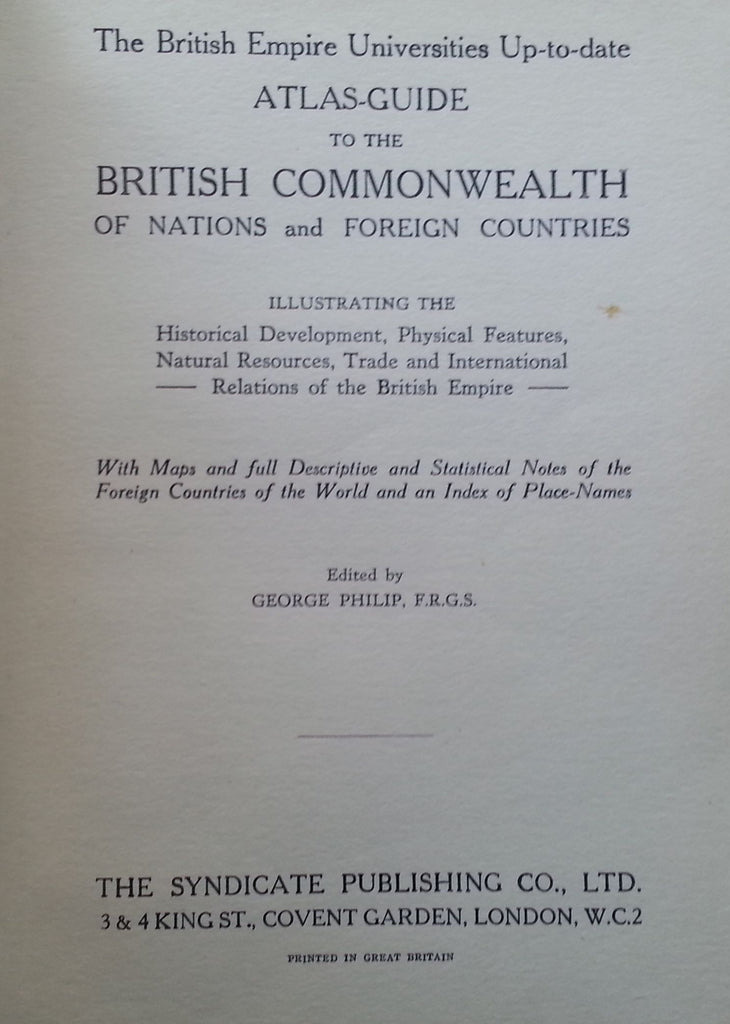 The British Empire Universities Up-to-date
ATLAS-GUIDE
TO THE
BRITISH COMMONWEALTH
OF NATIONS and FOREIGN COUNTRIES
ILLUSTRATING THE
Historical Development, Physical Features,
Natural Resources, Trade and International
Relations of the British Empire
With Maps and full Descriptive and Statistical Notes of the
Foreign Countries of the World and an Index of Place-Names
Edited by
GEORGE PHILIP, F.R.G.S.
THE SYNDICATE PUBLISHING CO., LTD.
3 & 4 KING ST., COVENT GARDEN, LONDON, W.C.2
PRINTED IN GREAT BRITAIN